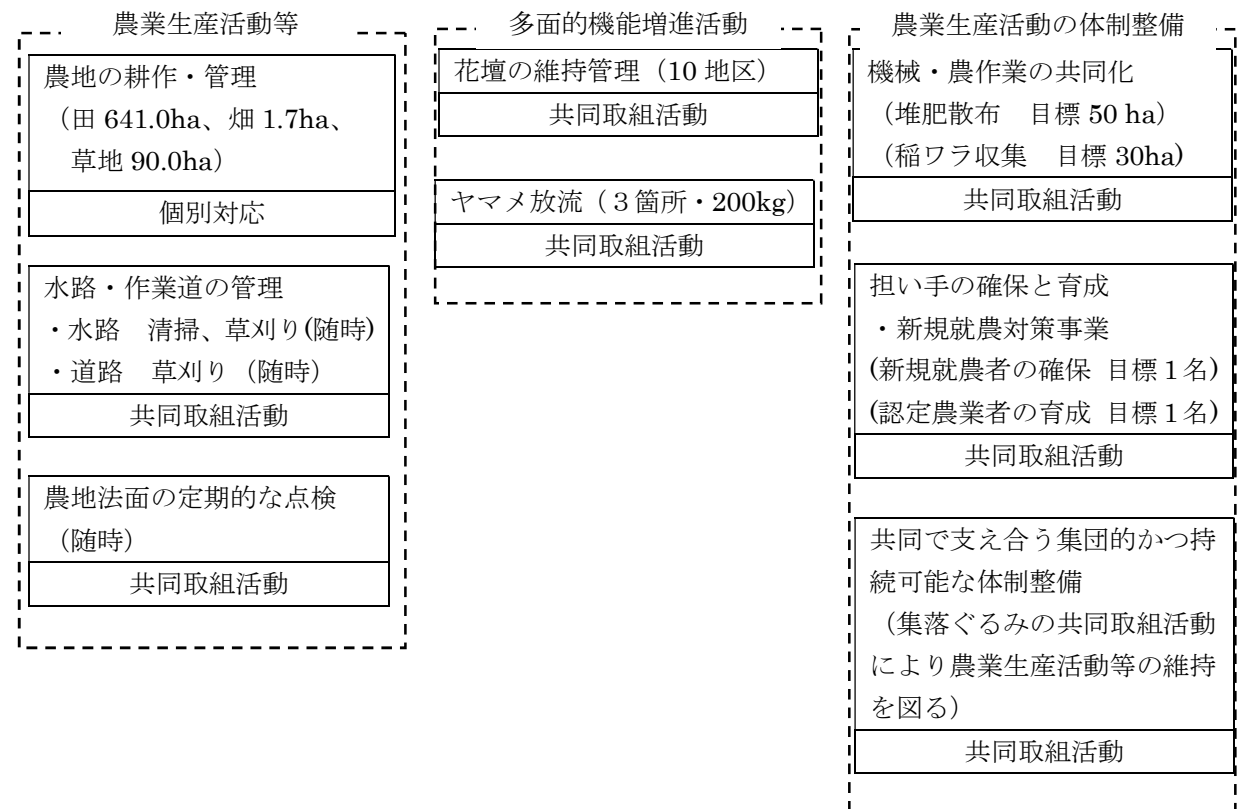 農業生産活動等
農地の耕作・管理
（田 641.0ha、畑 1.7ha、
草地 90.0ha）
個別対応
水路・作業道の管理
・水路　清掃、草刈り(随時)
・道路　草刈り（随時）
共同取組活動
農地法面の定期的な点検
（随時）
共同取組活動
多面的機能増進活動
花壇の維持管理（10 地区）
共同取組活動
ヤマメ放流（３箇所・200kg）
共同取組活動
農業生産活動の体制整備
機械・農作業の共同化
（堆肥散布　目標 50 ha）
（稲ワラ収集　目標 30ha)
共同取組活動
担い手の確保と育成
・新規就農対策事業
(新規就農者の確保 目標１名)
(認定農業者の育成 目標１名)
共同取組活動
共同で支え合う集団的かつ持
続可能な体制整備
（集落ぐるみの共同取組活動
により農業生産活動等の維持
を図る）
共同取組活動